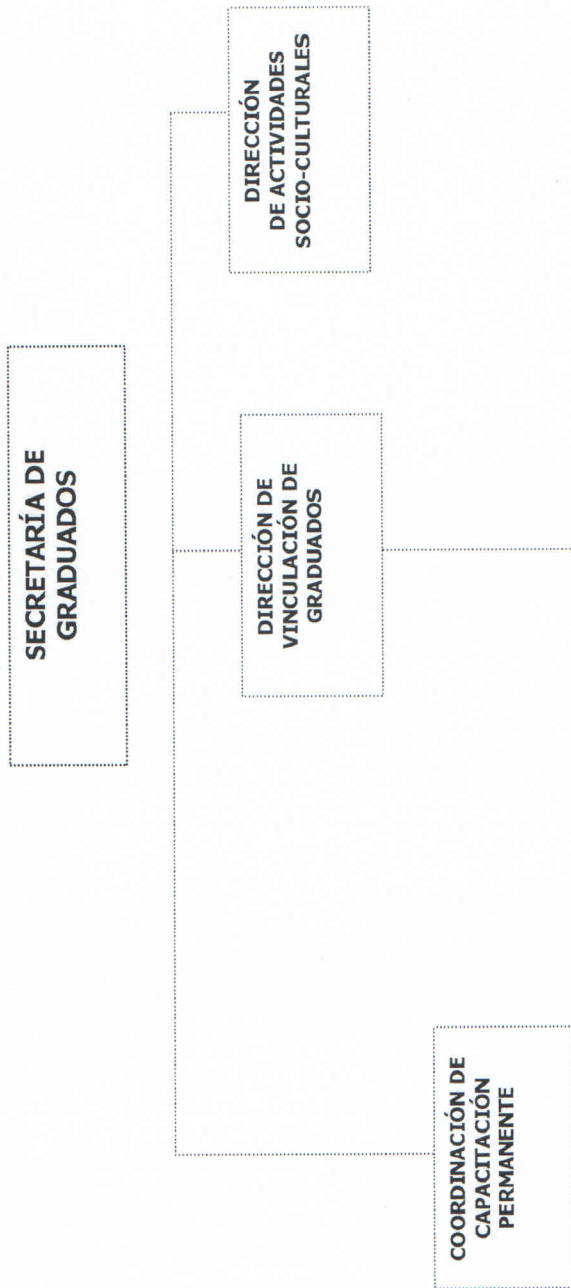 SECRETARÍA DE
GRADUADOS
COORDINACIÓN DE
CAPACITACIÓN
PERMANENTE
DIRECCIÓN DE
VINCULACIÓN DE
GRADUADOS
DIRECCIÓN
DE ACTIVIDADES
SOCIO-CULTURALES